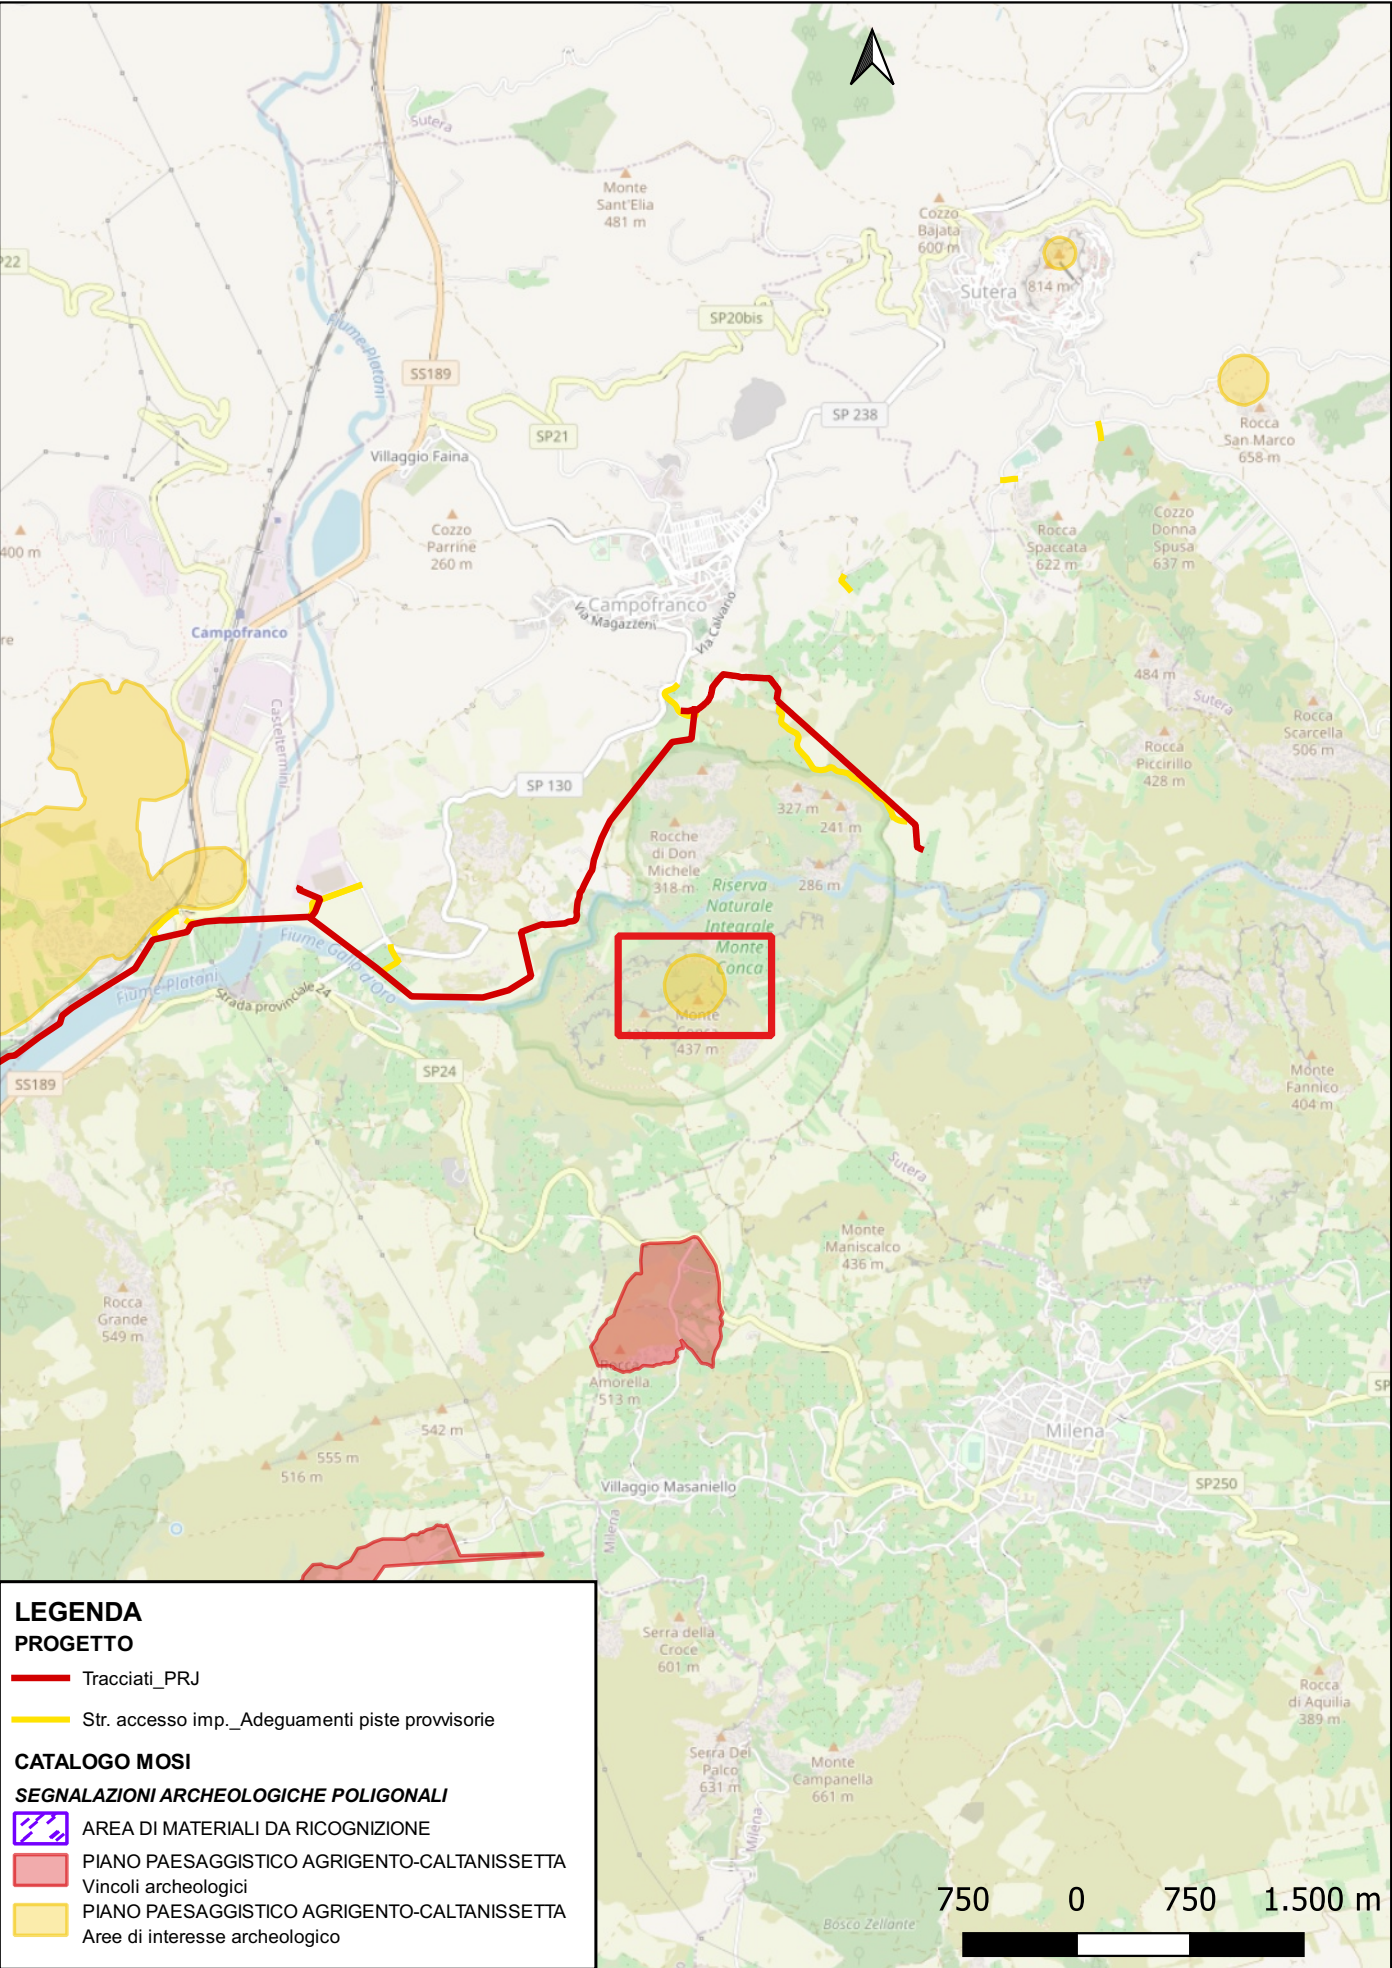 Sutera
Monte
Sant'Elia
481 m
Cozzo
Bajata
600 m
Sutera
814 m
P22
Fiume Platani
SP20bis
SS189
SP21
SP 238
Villaggio Faina
Rocca
San Marco
658 m
Cozzo
Parrine
260 m
Rocca
Spaccata
622 m
Cozzo
Donna
Spusa
637 m
400 m
re
Campofranco
Campofranco
Via Magazzeni
Via Calvario
484 m
Sutera
Rocca
Scarcella
506 m
Rocca
Piccirillo
428 m
Casteltermini
SP 130
327 m
241 m
Rocche
di Don
Michele
318 m
286 m
Riserva
Naturale
Integrale
Monte
Conca
Monte
Conca
437 m
Fiume Gallo d'Oro
Fiume Platani
Strada provinciale 24
SS189
SP24
Monte
Fannico
404 m
Sutera
Monte
Maniscalco
436 m
Rocca
Grande
549 m
Rocca
Amorella
513 m
SP
542 m
555 m
516 m
Milena
Villaggio Masaniello
SP250
Milena
Serra della
Croce
601 m
Rocca
di Aquilia
389 m
Serra Del
Palco
631 m
Monte
Campanella
661 m
Milena
Bosco Zellante
LEGENDA
PROGETTO
Tracciati_PRJ
Str. accesso imp._Adeguamenti piste provvisorie
CATALOGO MOSI
SEGNALAZIONI ARCHEOLOGICHE POLIGONALI
AREA DI MATERIALI DA RICOGNIZIONE
PIANO PAESAGGISTICO AGRIGENTO-CALTANISSETTA
Vincoli archeologici
PIANO PAESAGGISTICO AGRIGENTO-CALTANISSETTA
Aree di interesse archeologico
750 0 750 1.500 m